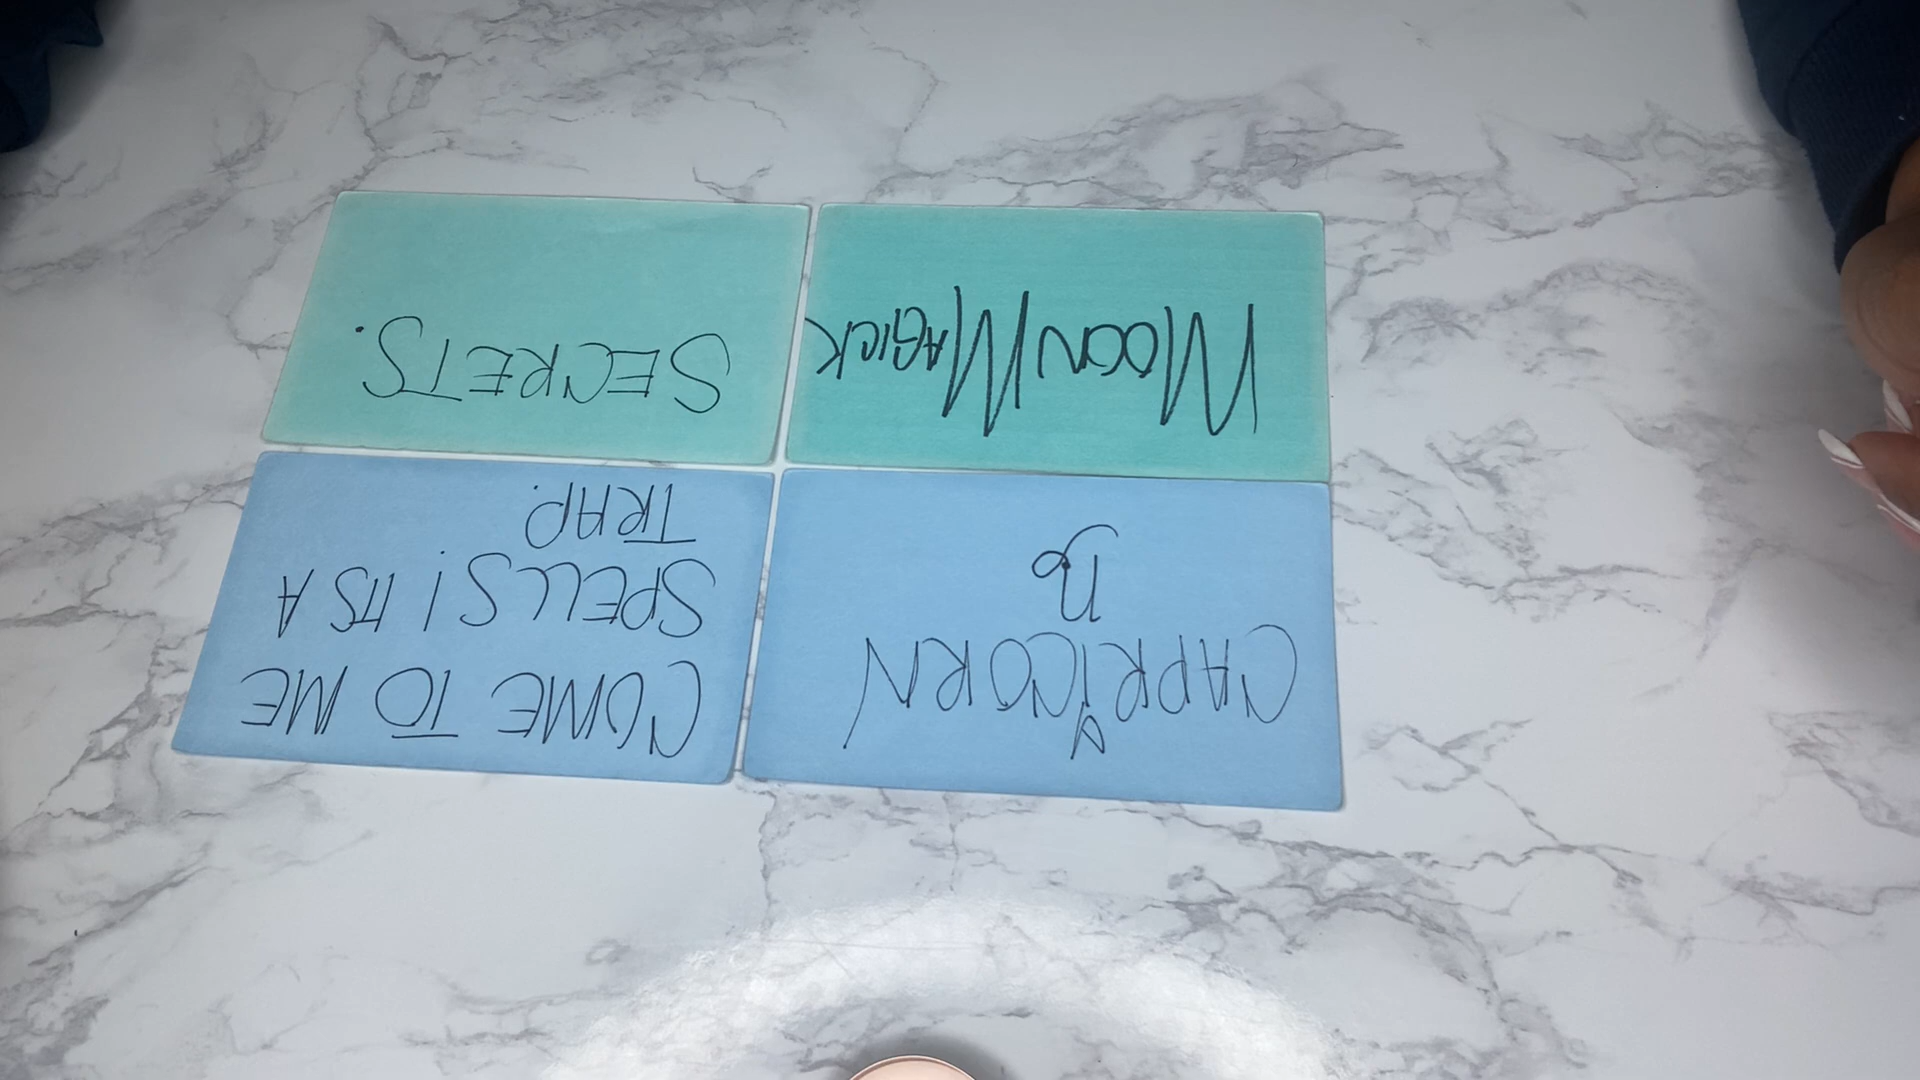 CAPRICORN
COME TO ME
SPELLS! ITS A
TRAP.
MOON MAGICK
SECRETS.